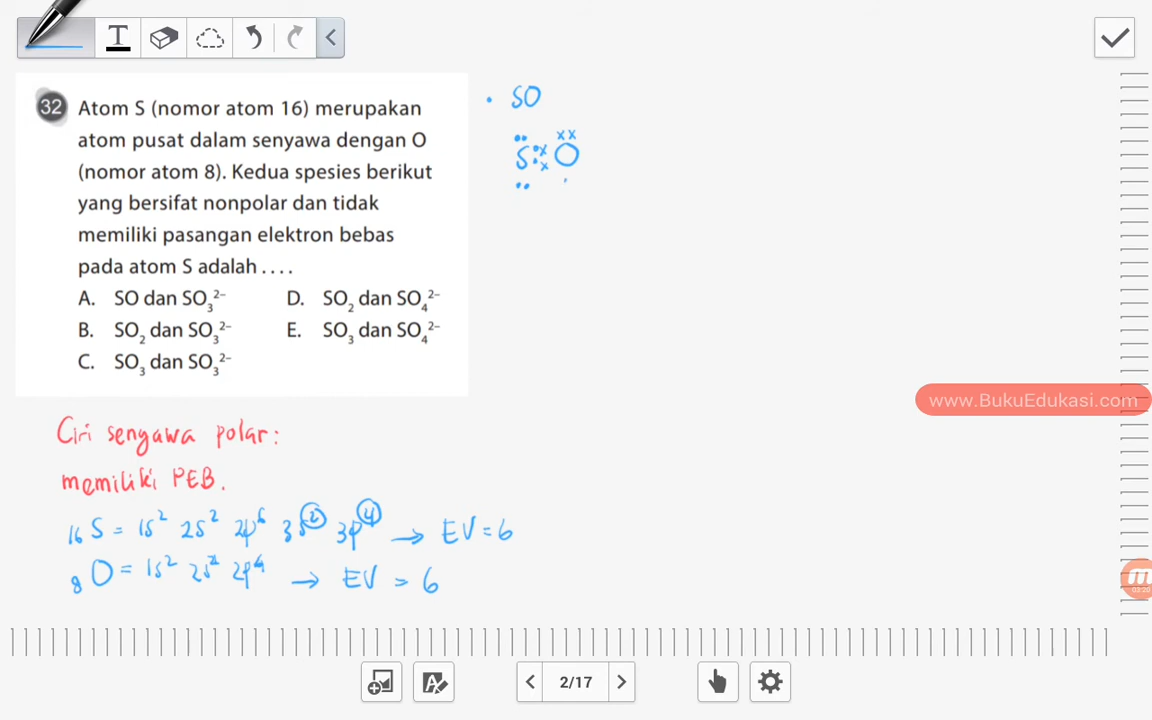 T
32 Atom S (nomor atom 16) merupakan
atom pusat dalam senyawa dengan O
(nomor atom 8). Kedua spesies berikut
yang bersifat nonpolar dan tidak
memiliki pasangan elektron bebas
pada atom S adalah ....
A. SO dan SO₃²⁻ D. SO₂ dan SO₄²⁻
B. SO₂ dan SO₃²⁻ E. SO₃ dan SO₄²⁻
C. SO₃ dan SO₃²⁻
• SO
S O
www.BukuEdukasi.com
Ciri senyawa polar:
memiliki PEB.
₁₆S = 1s² 2s² 2p⁶ 3s² 3p⁴ → EV = 6
₈O = 1s² 2s² 2p⁴ → EV = 6
03:20
2/17